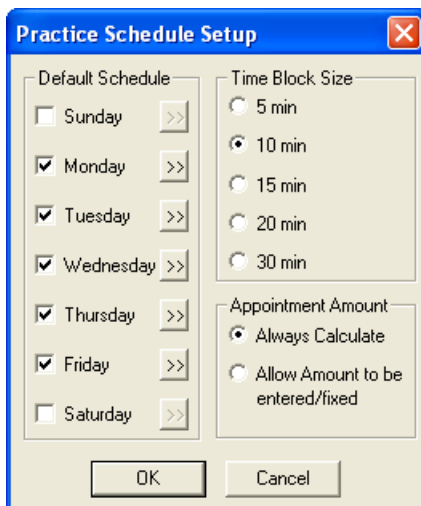 Practice Schedule Setup
Default Schedule
Sunday >>
Monday >>
Tuesday >>
Wednesday >>
Thursday >>
Friday >>
Saturday >>
Time Block Size
5 min
10 min
15 min
20 min
30 min
Appointment Amount
Always Calculate
Allow Amount to be
entered/fixed
OK
Cancel